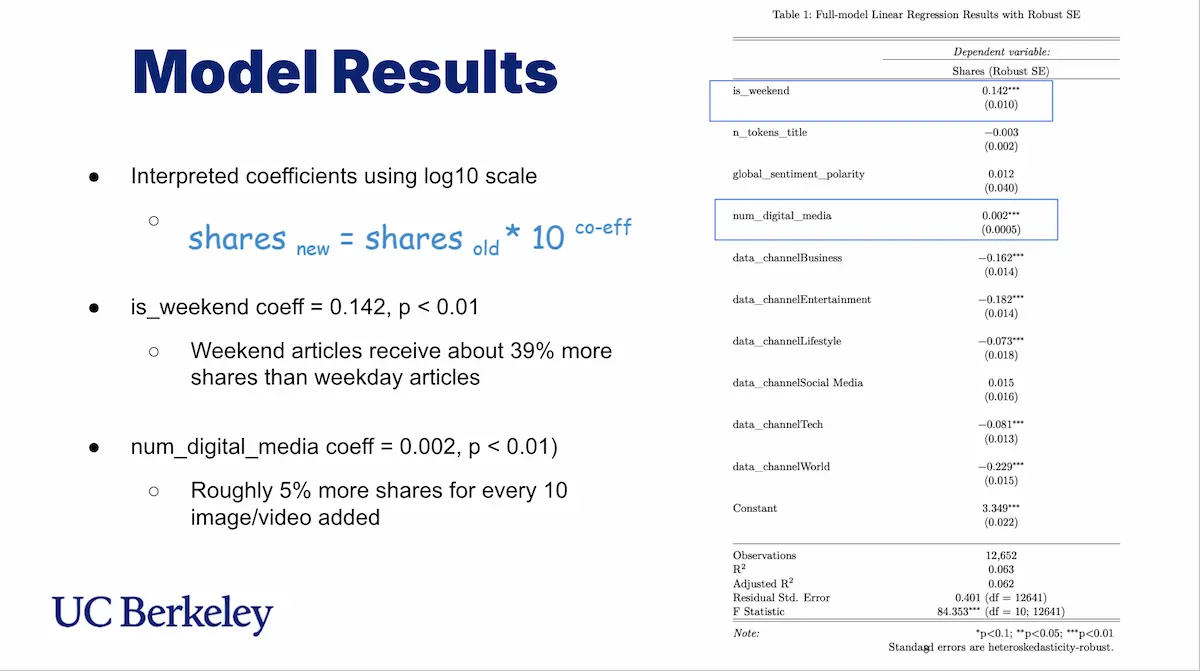 Model Results
● Interpreted coefficients using log10 scale
○ shares new = shares old * 10 co-eff
● is_weekend coeff = 0.142, p < 0.01
○ Weekend articles receive about 39% more
shares than weekday articles
● num_digital_media coeff = 0.002, p < 0.01)
○ Roughly 5% more shares for every 10
image/video added
UC Berkeley
Table 1: Full-model Linear Regression Results with Robust SE
Dependent variable:
Shares (Robust SE)
is_weekend 0.142***
(0.010)
n_tokens_title −0.003
(0.002)
global_sentiment_polarity 0.012
(0.040)
num_digital_media 0.002***
(0.0005)
data_channelBusiness −0.162***
(0.014)
data_channelEntertainment −0.182***
(0.014)
data_channelLifestyle −0.073***
(0.018)
data_channelSocial Media 0.015
(0.016)
data_channelTech −0.081***
(0.013)
data_channelWorld −0.229***
(0.015)
Constant 3.349***
(0.022)
Observations 12,652
R² 0.063
Adjusted R² 0.062
Residual Std. Error 0.401 (df = 12641)
F Statistic 84.353*** (df = 10; 12641)
Note: *p<0.1; **p<0.05; ***p<0.01
Standard errors are heteroskedasticity-robust.